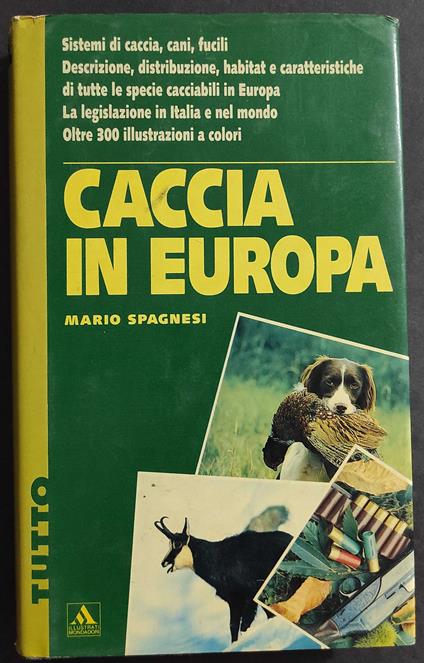 Sistemi di caccia, cani, fucili
Descrizione, distribuzione, habitat e caratteristiche
di tutte le specie cacciabili in Europa
La legislazione in Italia e nel mondo
Oltre 300 illustrazioni a colori
CACCIA
IN EUROPA
MARIO SPAGNESI
TUTTO
ILLUSTRATI
MONDADORI